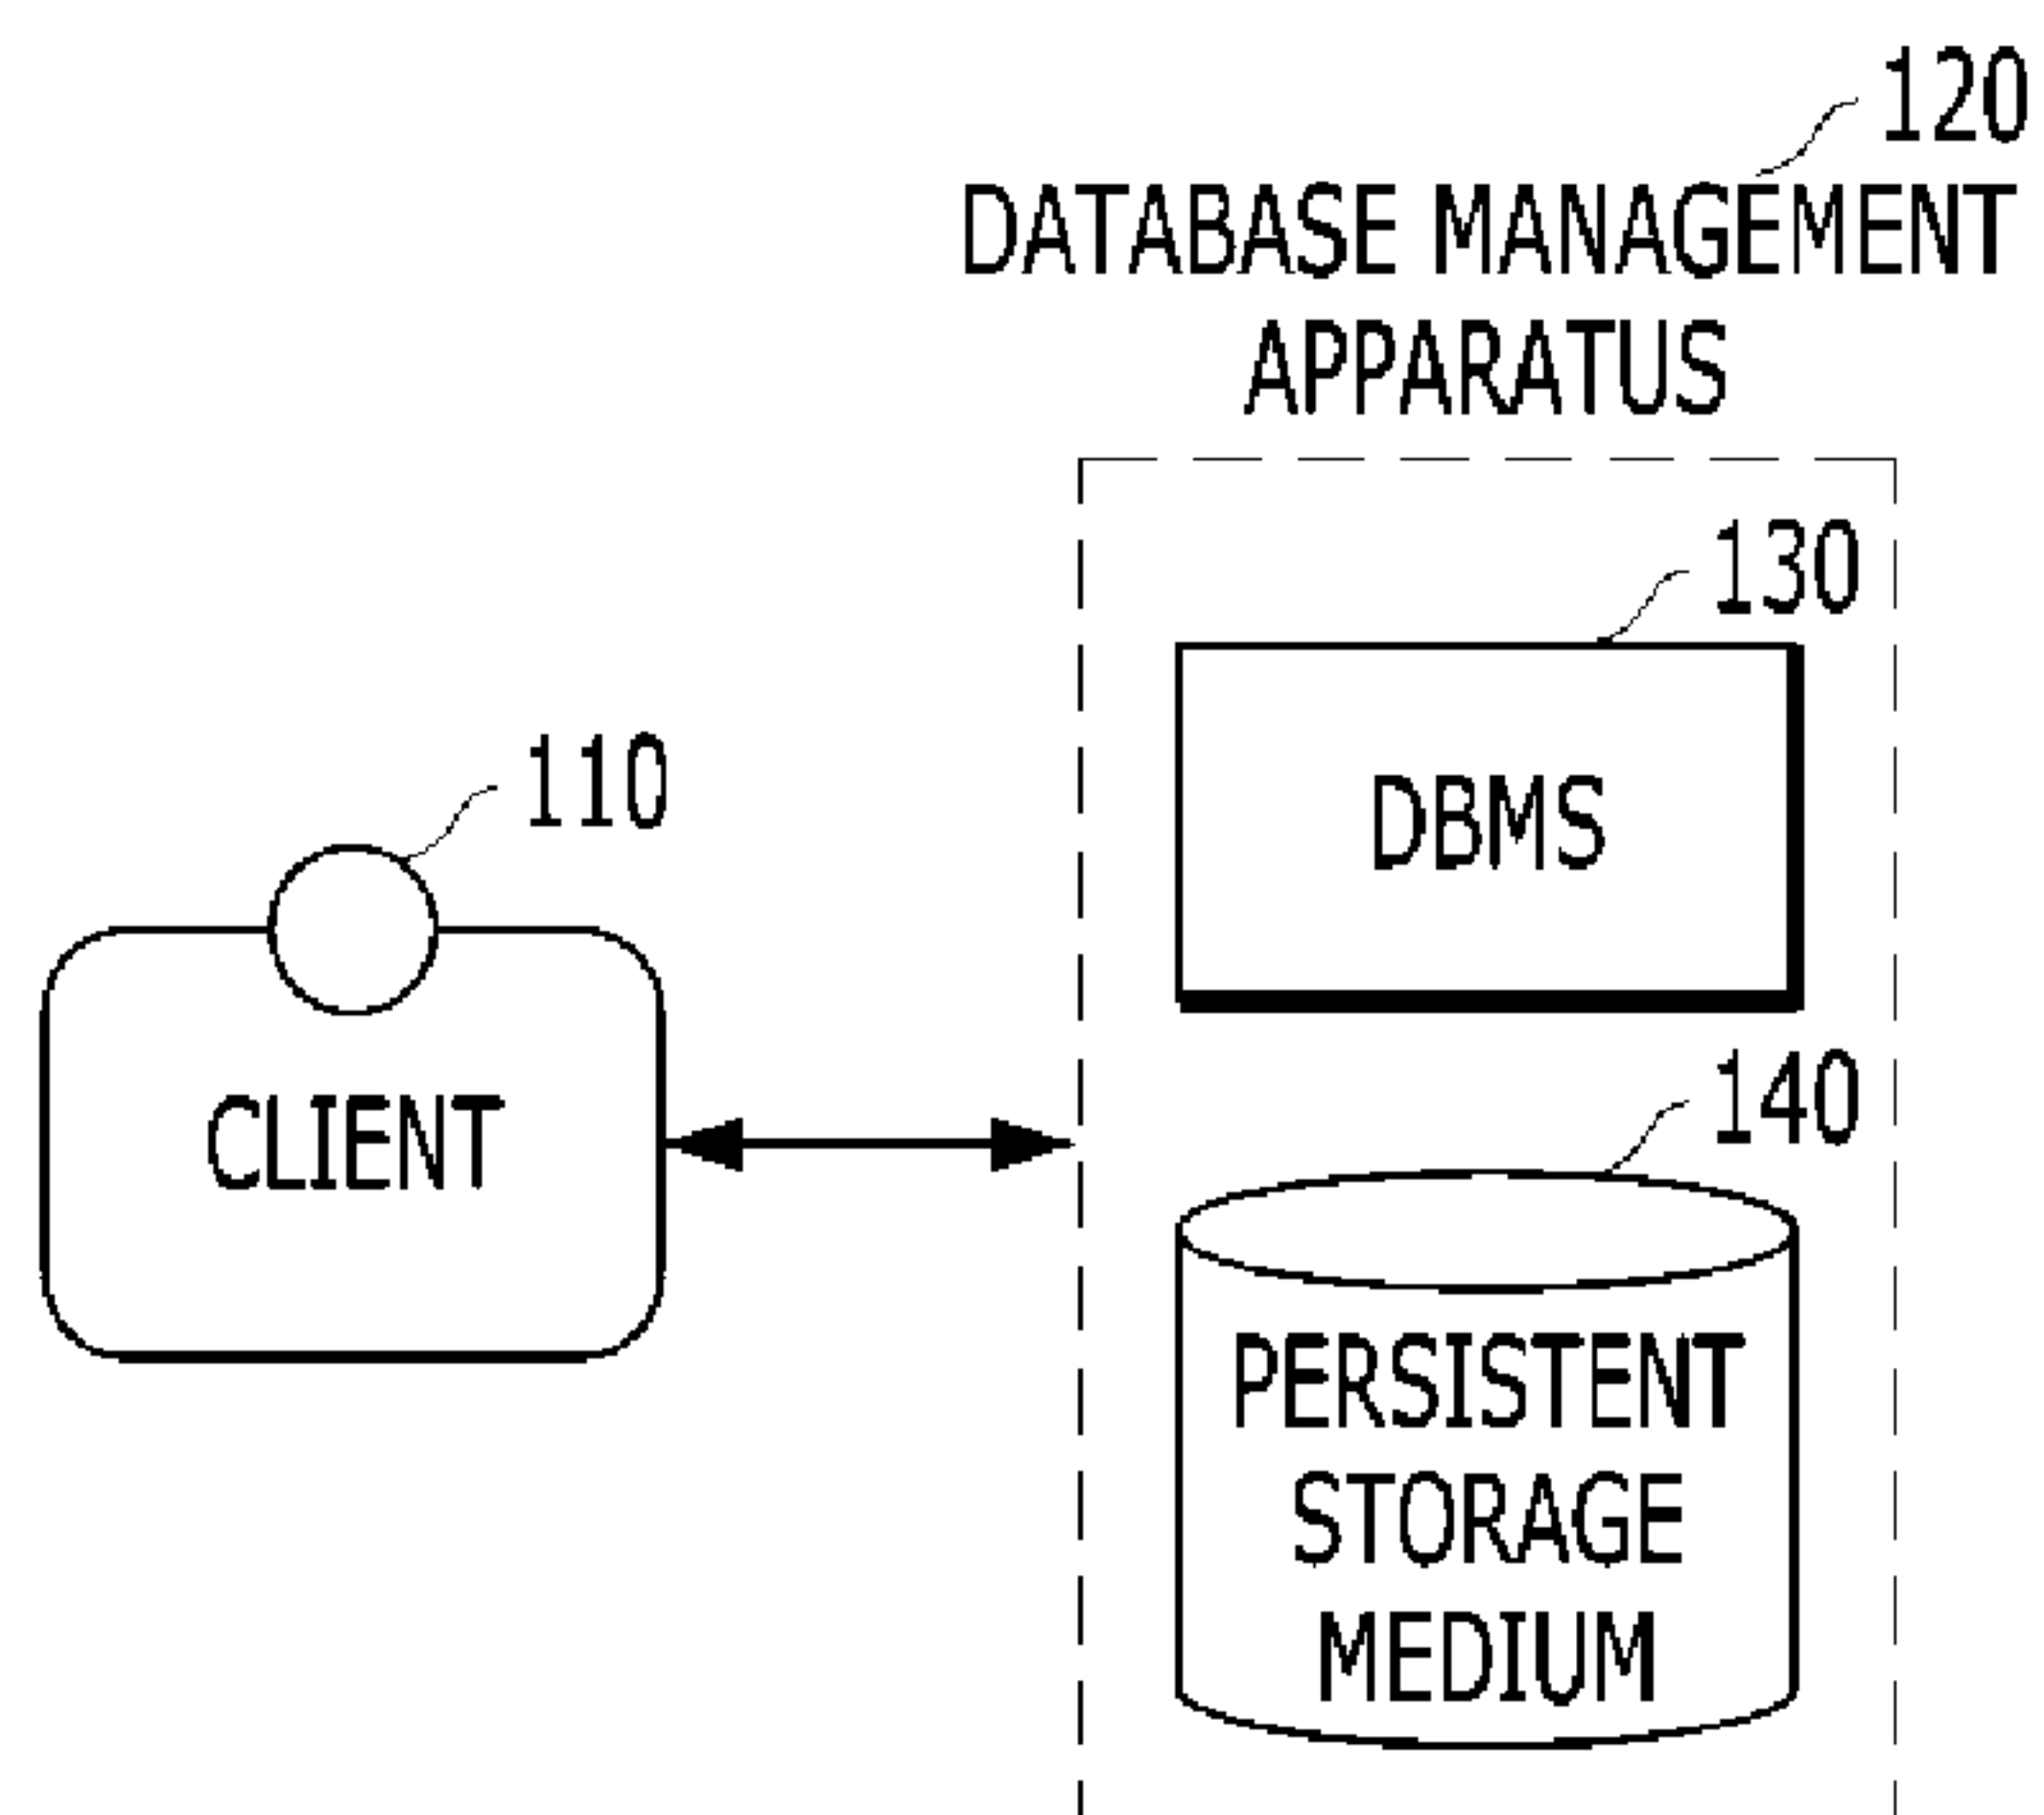 120
DATABASE MANAGEMENT
APPARATUS
130
DBMS
110
CLIENT
140
PERSISTENT
STORAGE
MEDIUM